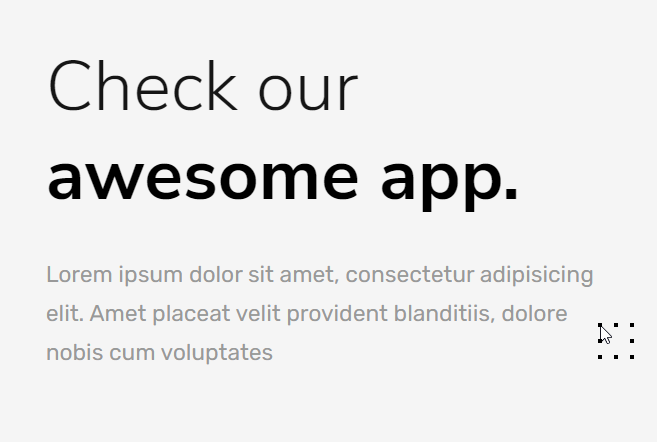 Check our
awesome app.
Lorem ipsum dolor sit amet, consectetur adipisicing
elit. Amet placeat velit provident blanditiis, dolore
nobis cum voluptates